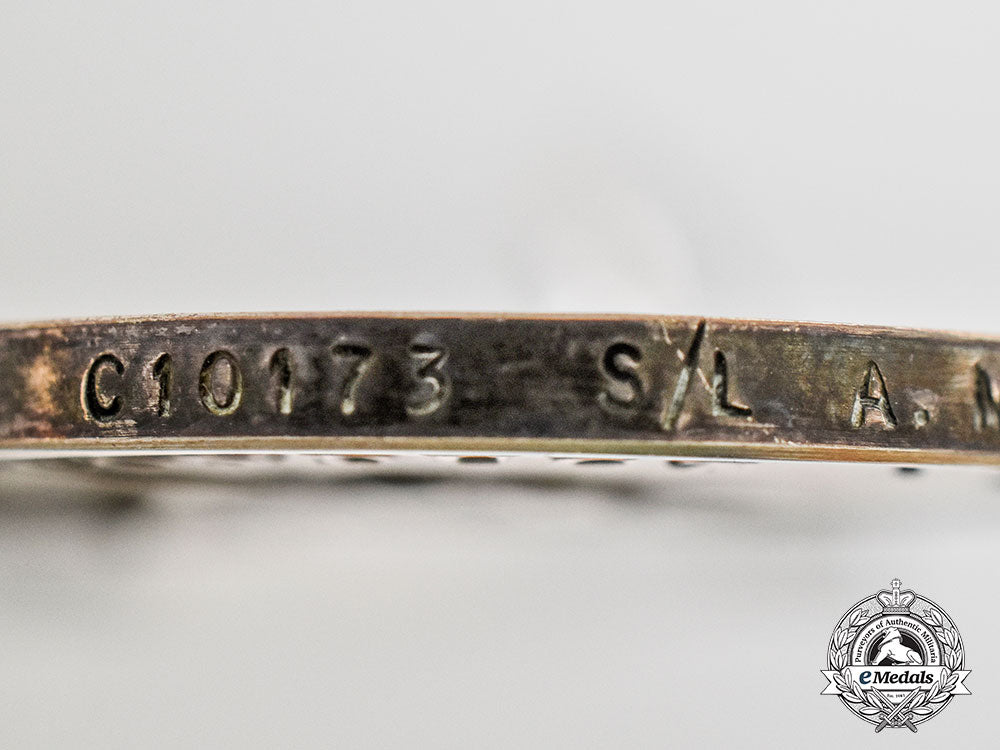 C10173 S/L A.
Purveyors of Authentic Militaria
eMedals